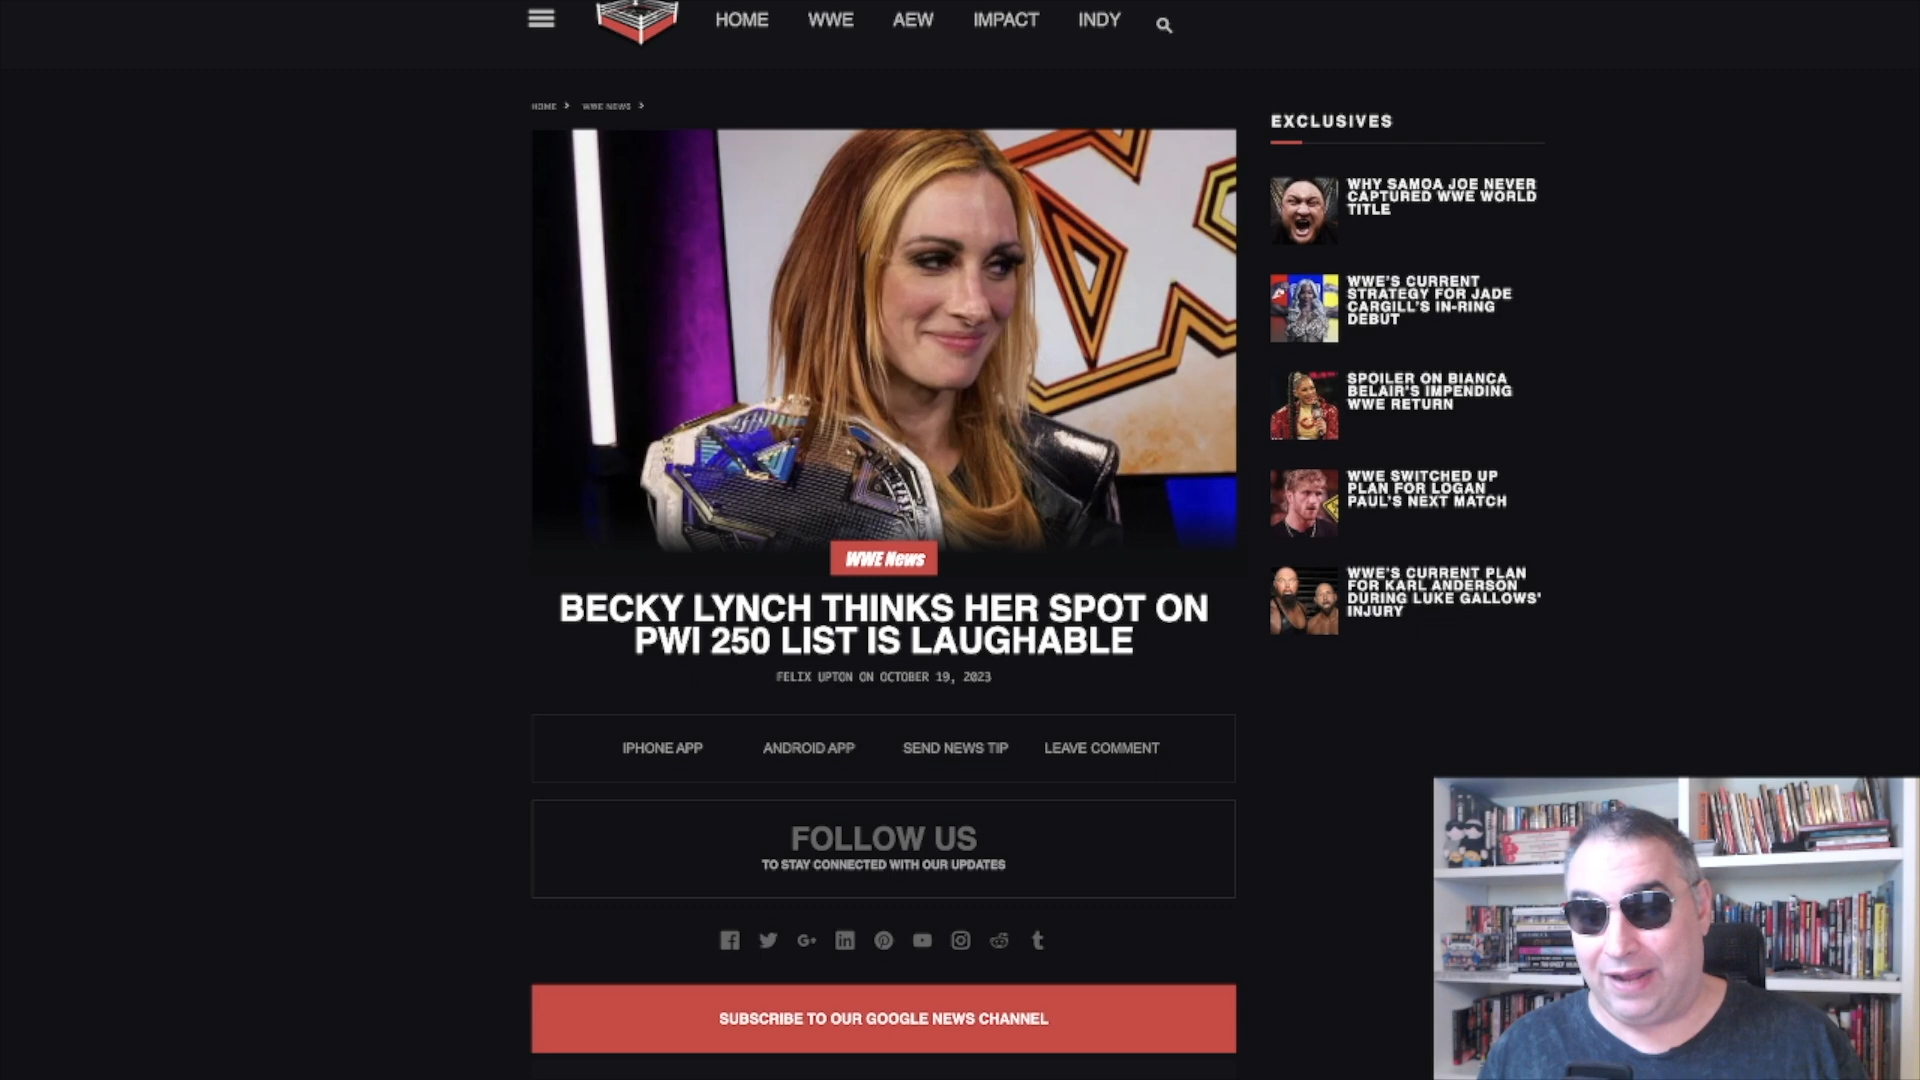 HOME
WWE
AEW
IMPACT
INDY
HOME
WWE NEWS
WWE News
BECKY LYNCH THINKS HER SPOT ON
PWI 250 LIST IS LAUGHABLE
FELIX UPTON ON OCTOBER 19, 2023
IPHONE APP
ANDROID APP
SEND NEWS TIP
LEAVE COMMENT
FOLLOW US
TO STAY CONNECTED WITH OUR UPDATES
SUBSCRIBE TO OUR GOOGLE NEWS CHANNEL
EXCLUSIVES
WHY SAMOA JOE NEVER
CAPTURED WWE WORLD
TITLE
WWE'S CURRENT
STRATEGY FOR JADE
CARGILL'S IN-RING
DEBUT
SPOILER ON BIANCA
BELAIR'S IMPENDING
WWE RETURN
WWE SWITCHED UP
PLAN FOR LOGAN
PAUL'S NEXT MATCH
WWE'S CURRENT PLAN
FOR KARL ANDERSON
DURING LUKE GALLOWS'
INJURY